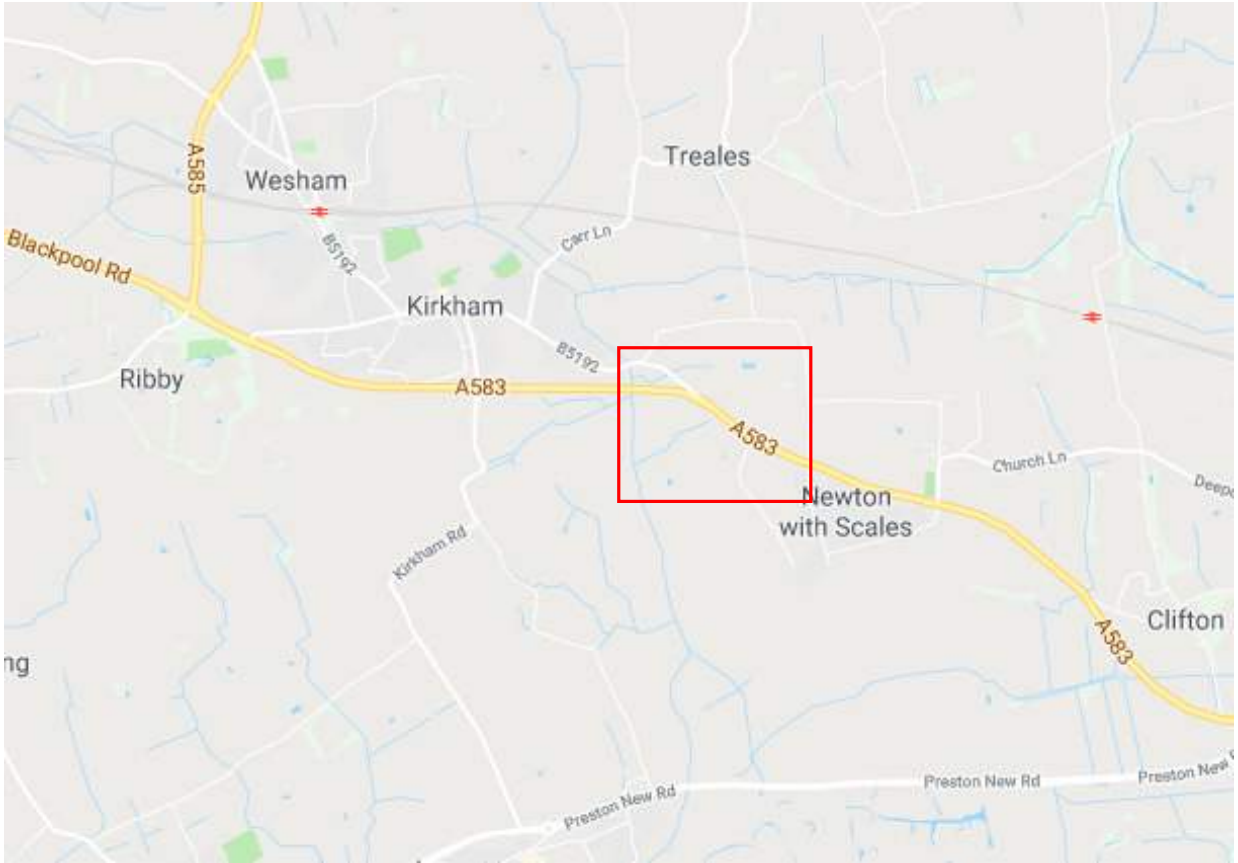 A585
Wesham
Treales
Blackpool Rd
B5192
Carr Ln
Kirkham
B5192
Ribby
A583
A583
Church Ln
Newton
with Scales
Kirkham Rd
Clifton
A583
ng
Preston New Rd
Preston New
Preston New Rd